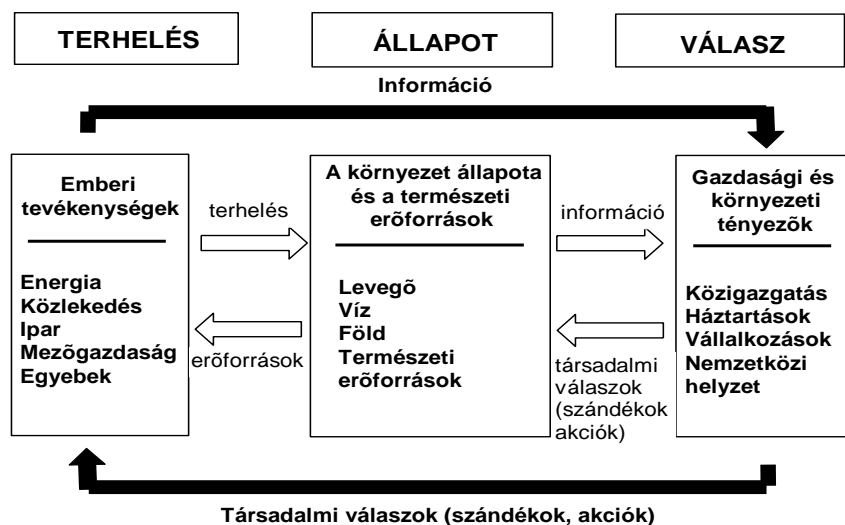 TERHELÉS
ÁLLAPOT
VÁLASZ
Információ
Emberi
tevékenységek
Energia
Közlekedés
Ipar
Mezõgazdaság
Egyebek
terhelés
erõforrások
A környezet állapota
és a természeti
erõforrások
Levegõ
Víz
Föld
Természeti
erõforrások
információ
társadalmi
válaszok
(szándékok
akciók)
Gazdasági és
környezeti
tényezõk
Közigazgatás
Háztartások
Vállalkozások
Nemzetközi
helyzet
Társadalmi válaszok (szándékok, akciók)